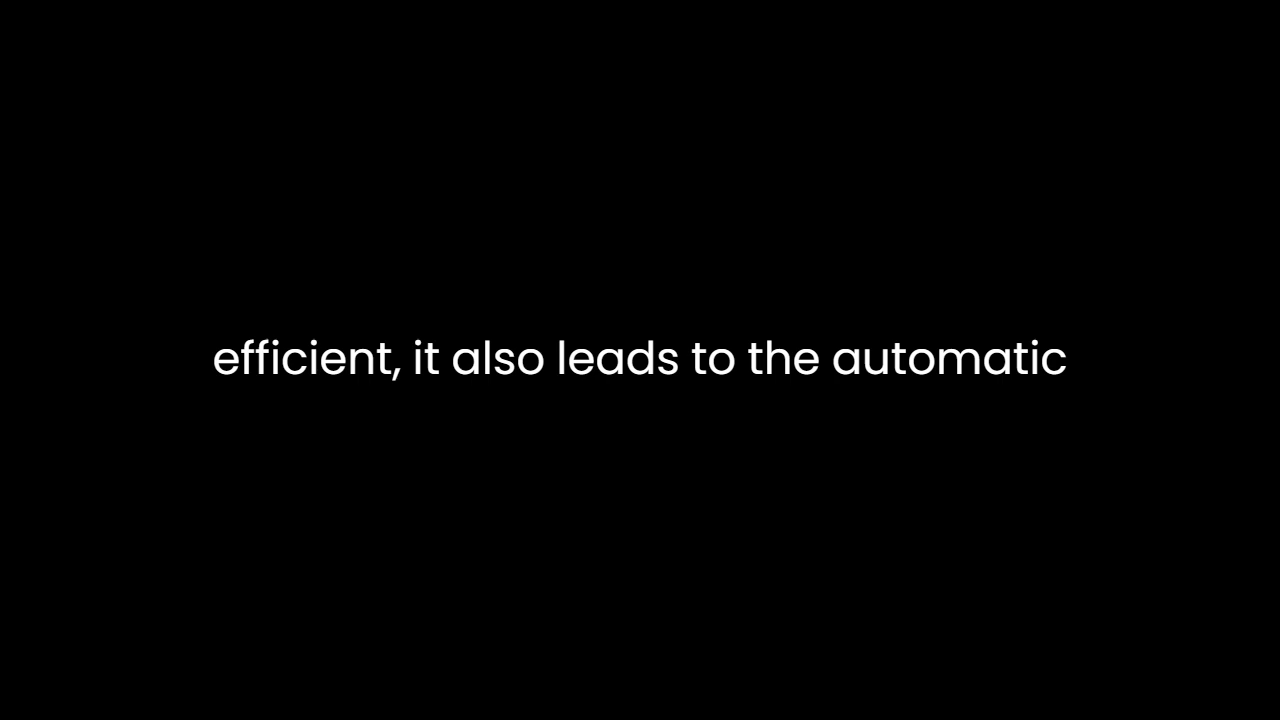 efficient, it also leads to the automatic